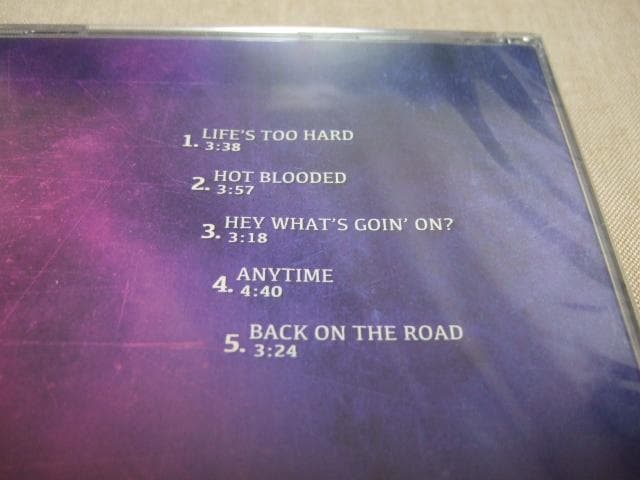 1. LIFE'S TOO HARD
3:38
2. HOT BLOODED
3:57
3. HEY WHAT'S GOIN' ON?
3:18
4. ANYTIME
4:40
5. BACK ON THE ROAD
3:24